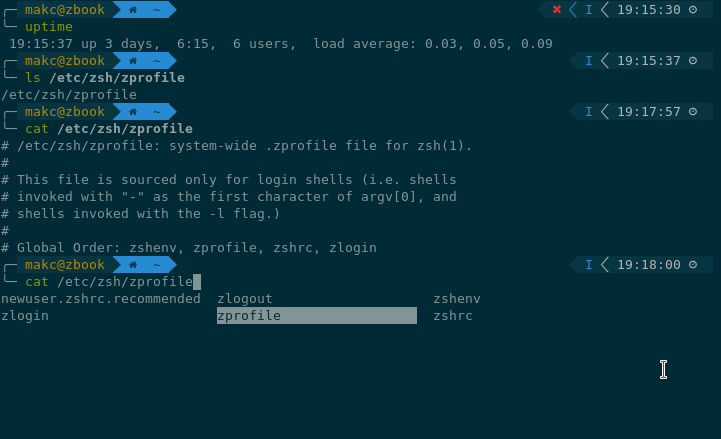 makc@zbook ~ ✖ I 19:15:30
uptime
19:15:37 up 3 days,  6:15,  6 users,  load average: 0.03, 0.05, 0.09
makc@zbook ~ I 19:15:37
ls /etc/zsh/zprofile
/etc/zsh/zprofile
makc@zbook ~ I 19:17:57
cat /etc/zsh/zprofile
# /etc/zsh/zprofile: system-wide .zprofile file for zsh(1).
#
# This file is sourced only for login shells (i.e. shells
# invoked with "-" as the first character of argv[0], and
# shells invoked with the -l flag.)
#
# Global Order: zshenv, zprofile, zshrc, zlogin
makc@zbook ~ I 19:18:00
cat /etc/zsh/zprofile
newuser.zshrc.recommended  zlogout  zshenv
zlogin  zprofile  zshrc